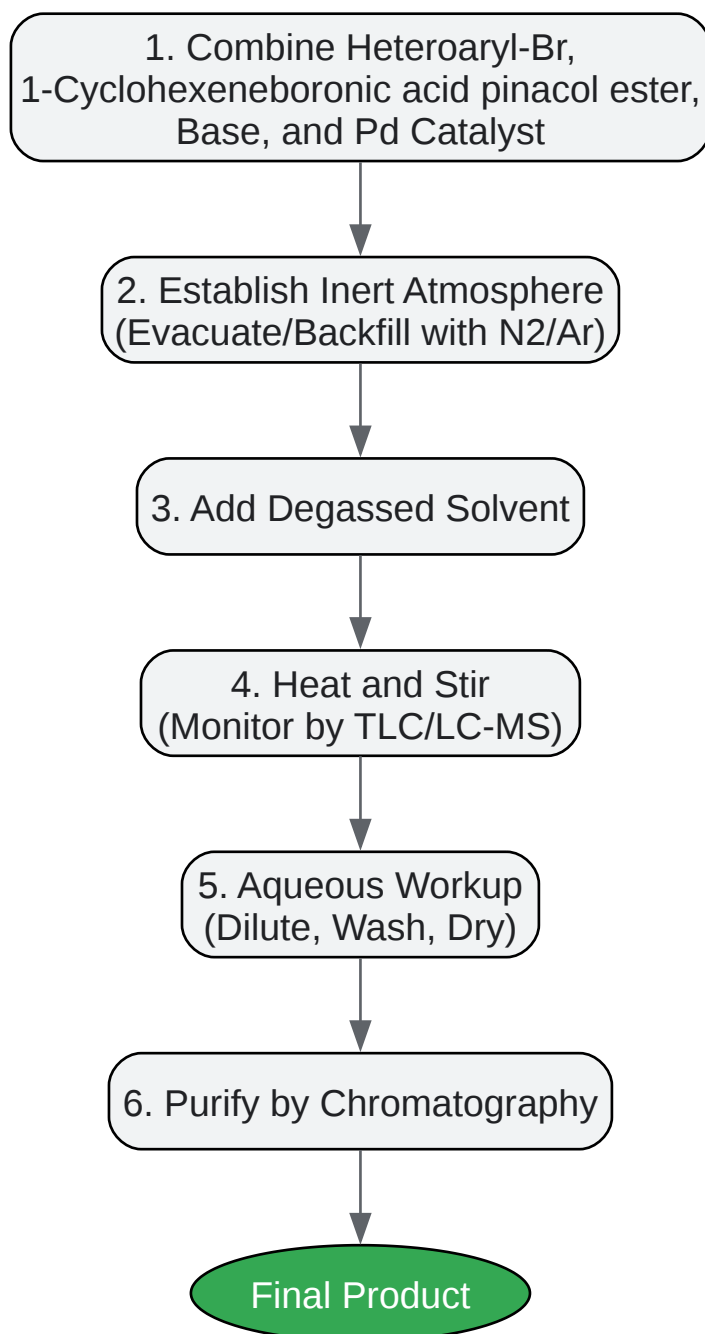 1. Combine Heteroaryl-Br,
1-Cyclohexeneboronic acid pinacol ester,
Base, and Pd Catalyst
2. Establish Inert Atmosphere
(Evacuate/Backfill with N2/Ar)
3. Add Degassed Solvent
4. Heat and Stir
(Monitor by TLC/LC-MS)
5. Aqueous Workup
(Dilute, Wash, Dry)
6. Purify by Chromatography
Final Product